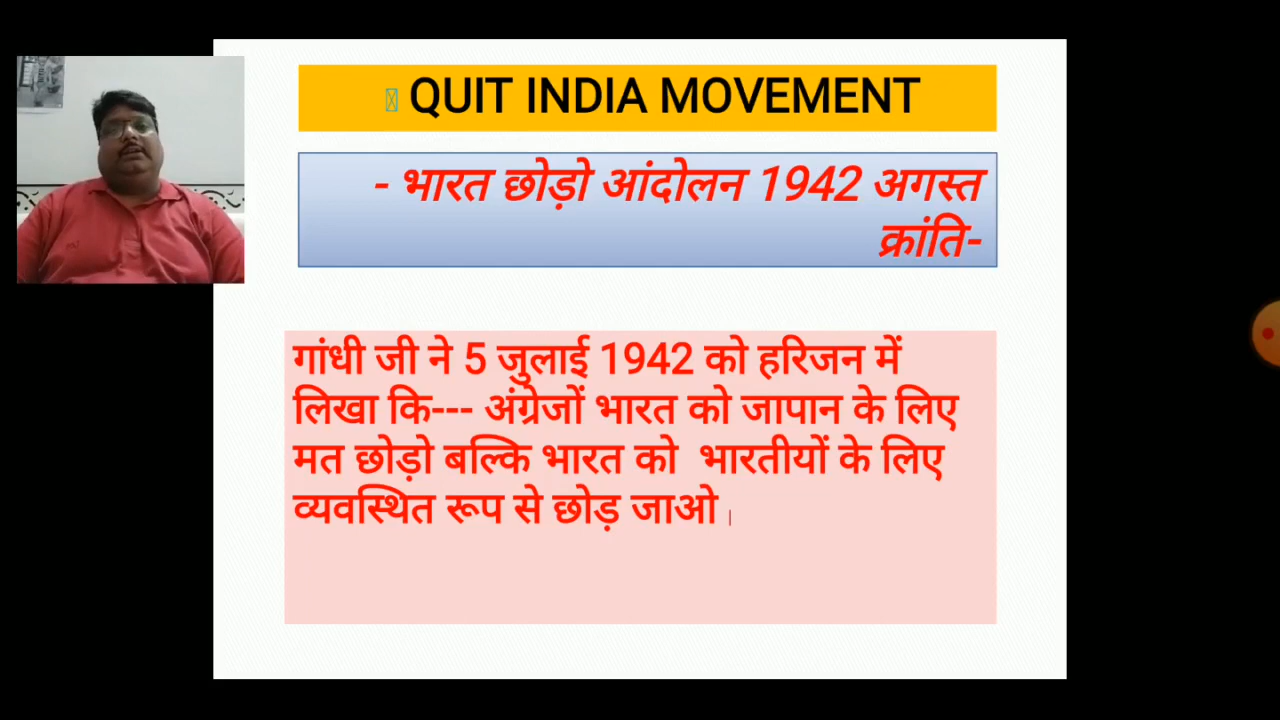 QUIT INDIA MOVEMENT
- भारत छोड़ो आंदोलन 1942 अगस्त
क्रांति-
गांधी जी ने 5 जुलाई 1942 को हरिजन में
लिखा कि--- अंग्रेजों भारत को जापान के लिए
मत छोड़ो बल्कि भारत को भारतीयों के लिए
व्यवस्थित रूप से छोड़ जाओ |